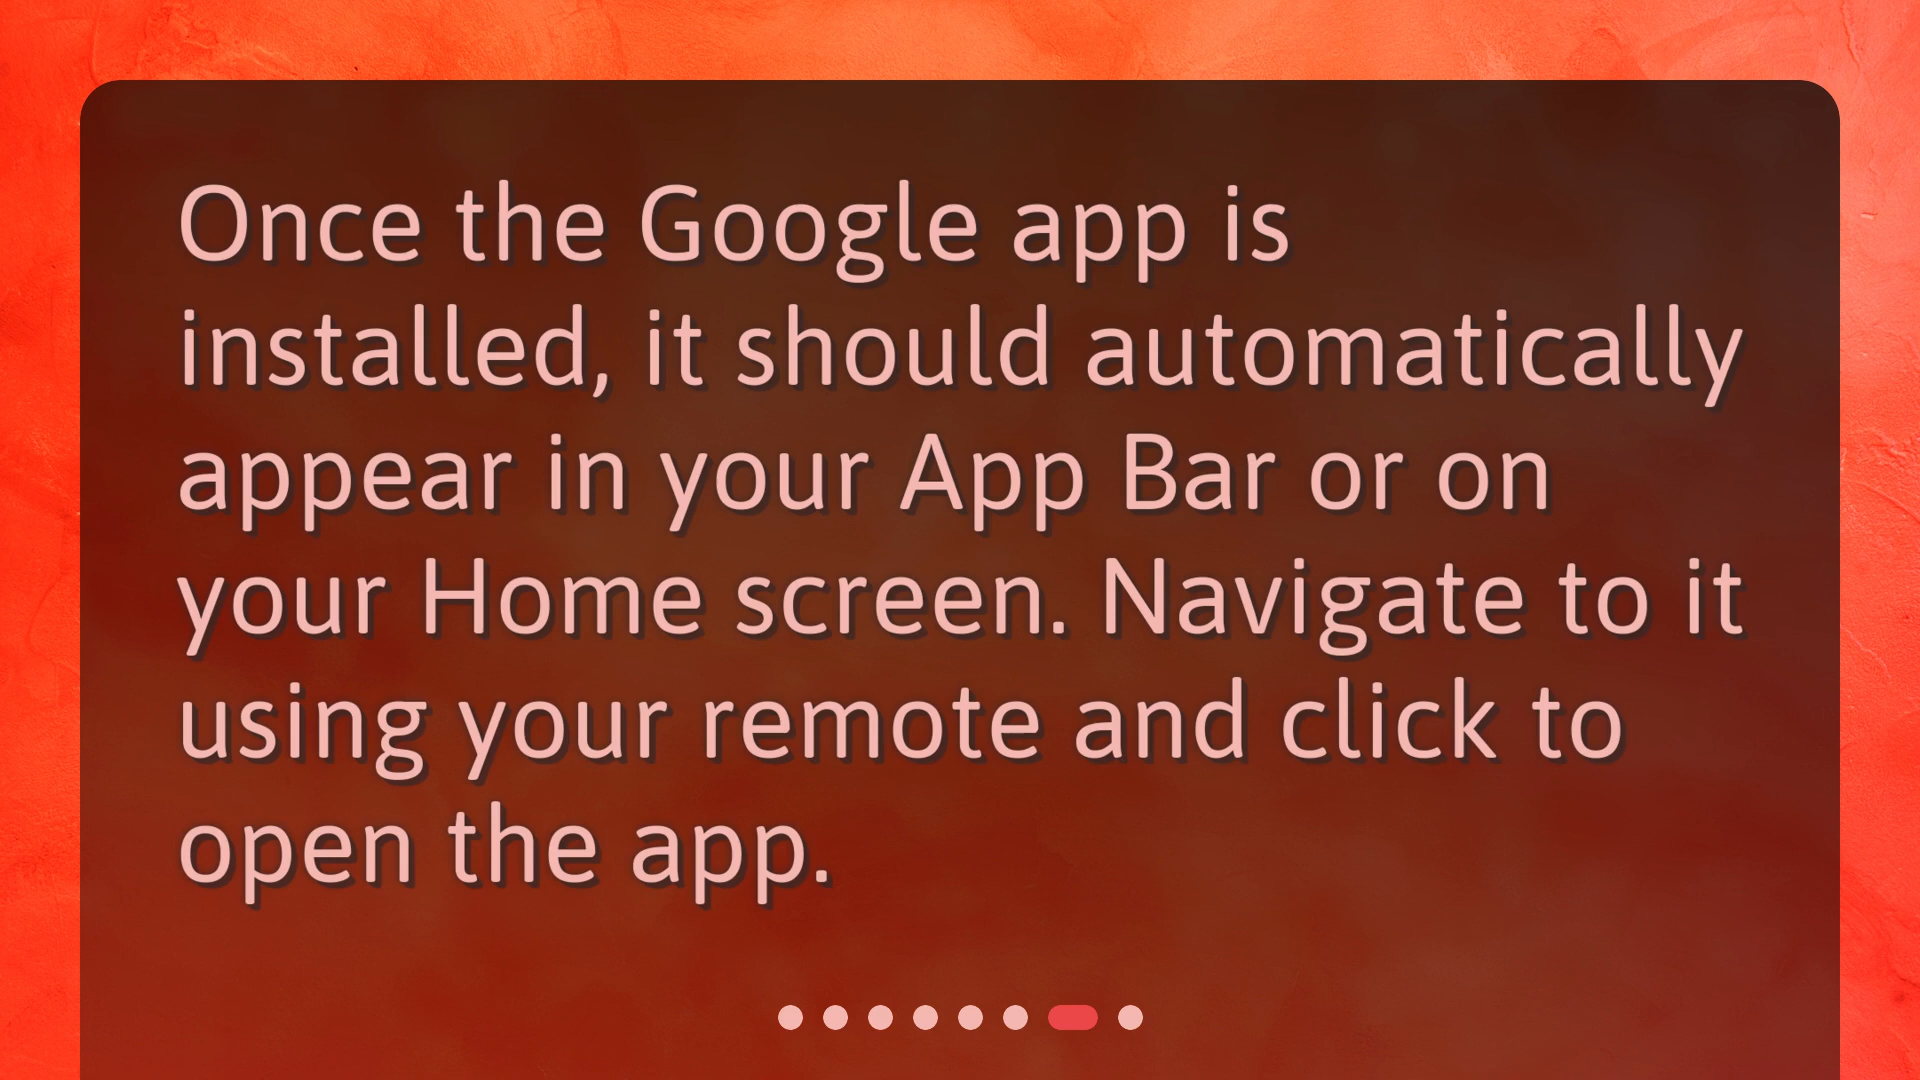 Once the Google app is
installed, it should automatically
appear in your App Bar or on
your Home screen. Navigate to it
using your remote and click to
open the app.